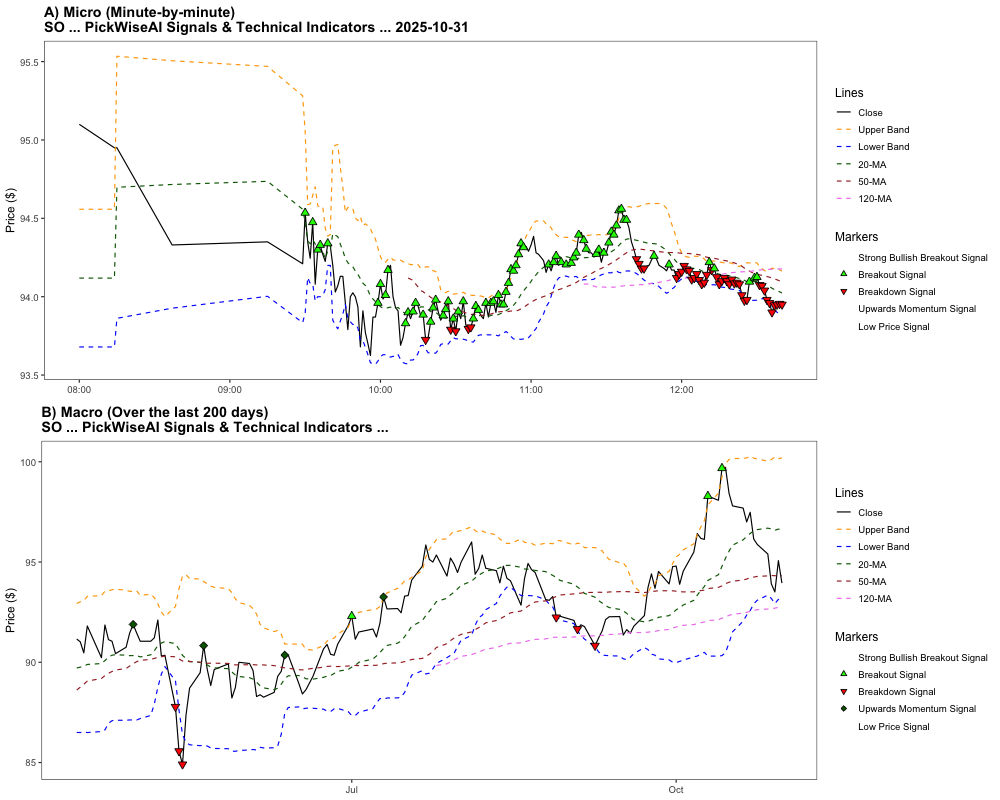 A) Micro (Minute-by-minute)
SO ... PickWiseAI Signals & Technical Indicators ... 2025-10-31
Price ($)
95.5
95.0
94.5
94.0
93.5
08:00
09:00
10:00
11:00
12:00
Lines
Close
Upper Band
Lower Band
20-MA
50-MA
120-MA
Markers
Strong Bullish Breakout Signal
Breakout Signal
Breakdown Signal
Upwards Momentum Signal
Low Price Signal
B) Macro (Over the last 200 days)
SO ... PickWiseAI Signals & Technical Indicators ...
Price ($)
100
95
90
85
Jul
Oct
Lines
Close
Upper Band
Lower Band
20-MA
50-MA
120-MA
Markers
Strong Bullish Breakout Signal
Breakout Signal
Breakdown Signal
Upwards Momentum Signal
Low Price Signal